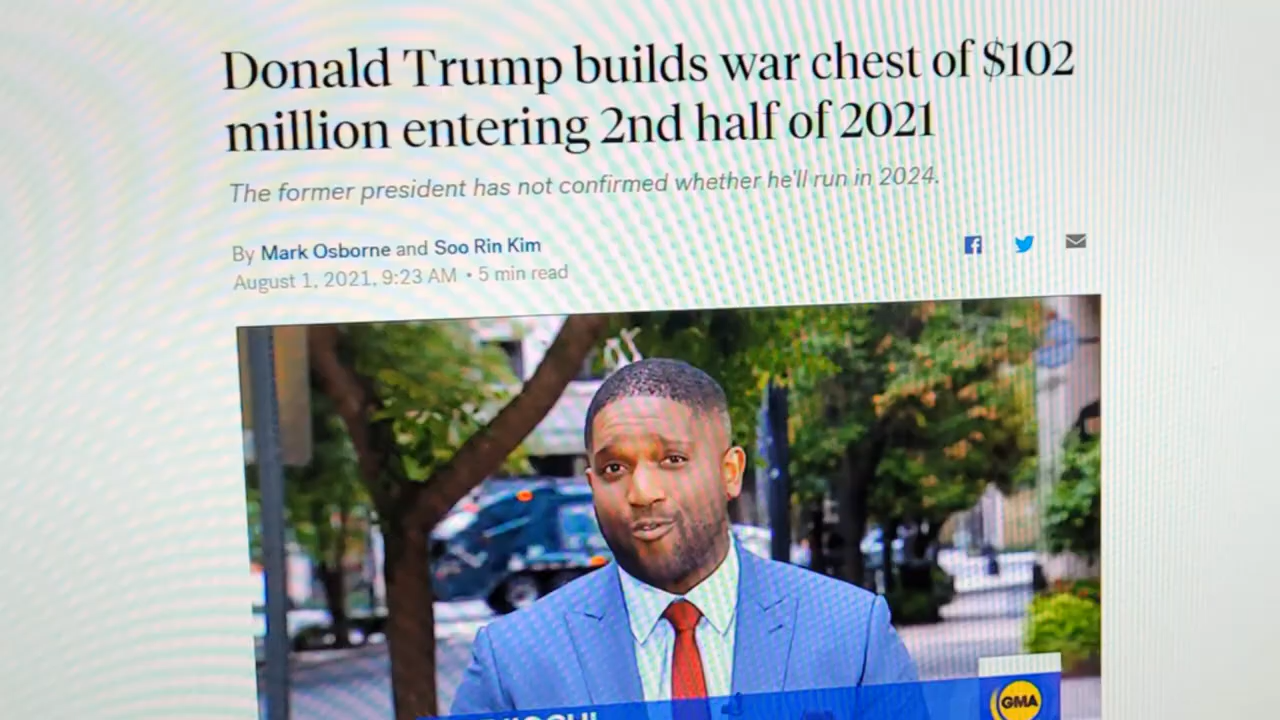 Donald Trump builds war chest of $102
million entering 2nd half of 2021
The former president has not confirmed whether he'll run in 2024.
By Mark Osborne and Soo Rin Kim
August 1, 2021, 9:23 AM • 5 min read
GMA